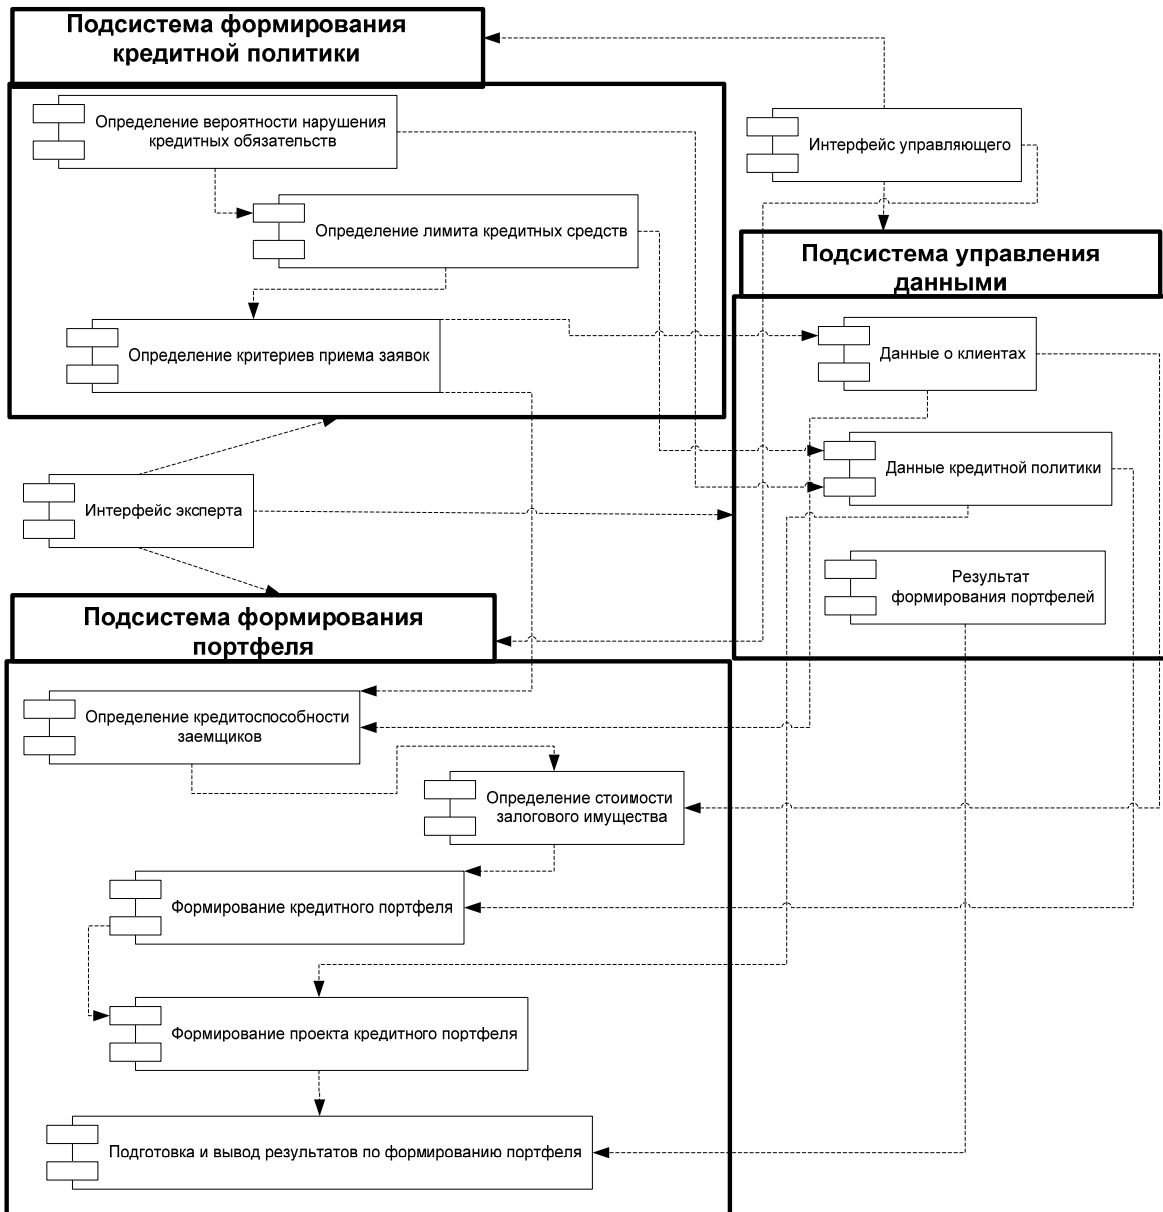 Подсистема формирования
кредитной политики
Определение вероятности нарушения
кредитных обязательств
Интерфейс управляющего
Определение лимита кредитных средств
Подсистема управления
данными
Определение критериев приема заявок
Данные о клиентах
Данные кредитной политики
Интерфейс эксперта
Результат
формирования портфелей
Подсистема формирования
портфеля
Определение кредитоспособности
заемщиков
Определение стоимости
залогового имущества
Формирование кредитного портфеля
Формирование проекта кредитного портфеля
Подготовка и вывод результатов по формированию портфеля